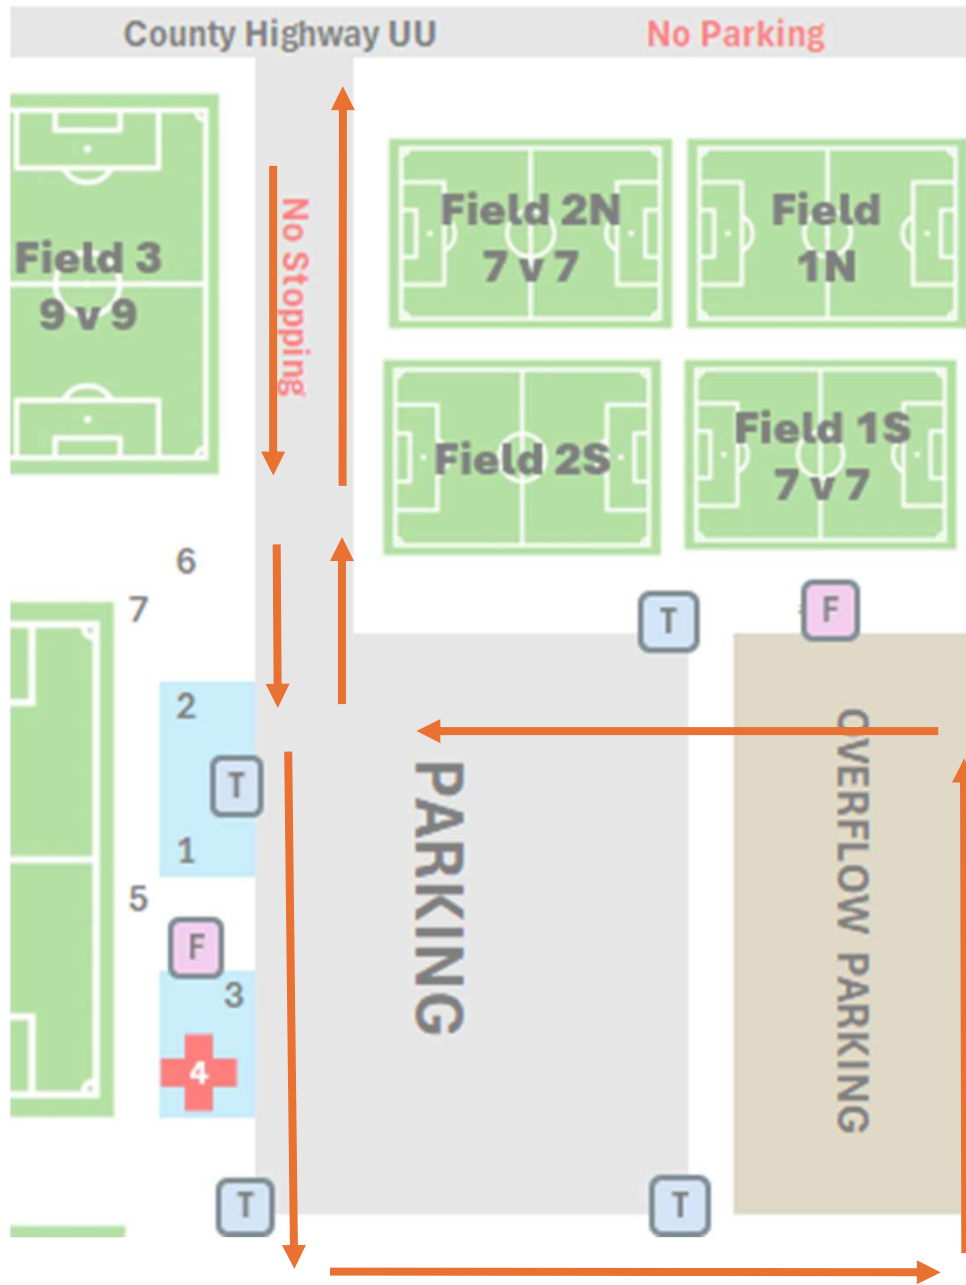 County Highway UU
No Parking
No Stopping
Field 3
9 v 9
Field 2N
7 v 7
Field
1N
Field 2S
Field 1S
7 v 7
6
7
T
F
2
T
1
5
F
3
4
PARKING
OVERFLOW PARKING
T
T